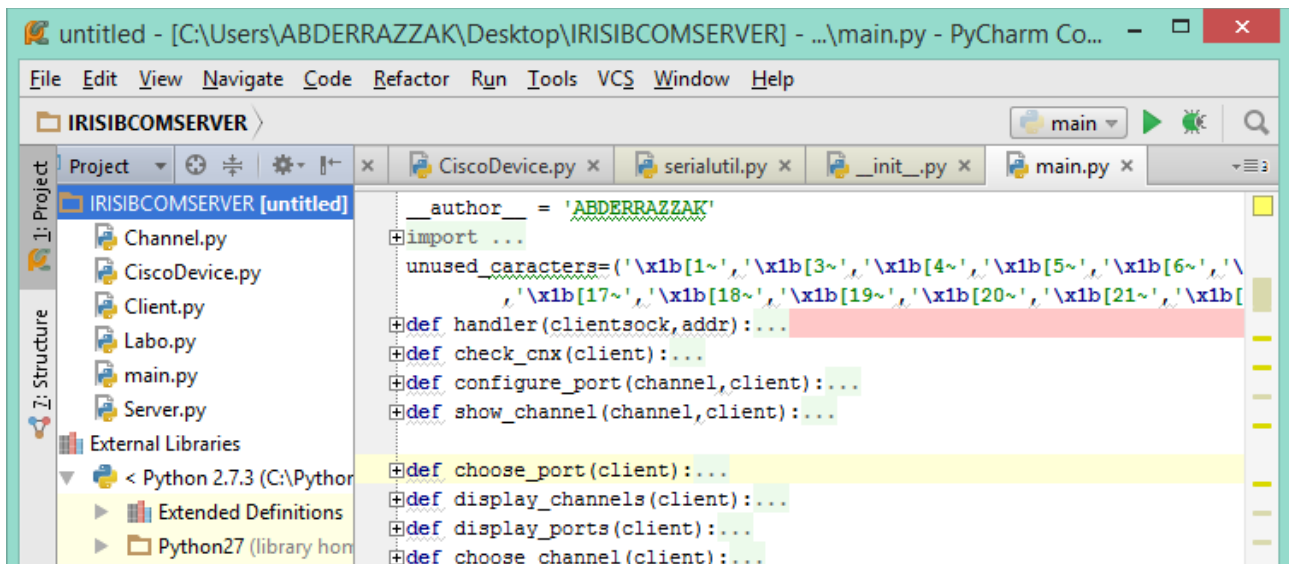 untitled - [C:\Users\ABDERRAZZAK\Desktop\IRISIBCOMSERVER] - ...\main.py - PyCharm Co...
File Edit View Navigate Code Refactor Run Tools VCS Window Help
IRISIBCOMSERVER main
1: Project
7: Structure
Project
IRISIBCOMSERVER [untitled]
Channel.py
CiscoDevice.py
Client.py
Labo.py
main.py
Server.py
External Libraries
< Python 2.7.3 (C:\Python
Extended Definitions
Python27 (library hom
CiscoDevice.py serialutil.py __init__.py main.py 3
__author__ = 'ABDERRAZZAK'
import ...
unused_caracters=('\x1b[1~','\x1b[3~','\x1b[4~','\x1b[5~','\x1b[6~','\
,'\x1b[17~','\x1b[18~','\x1b[19~','\x1b[20~','\x1b[21~','\x1b[
def handler(clientsock,addr):...
def check_cnx(client):...
def configure_port(channel,client):...
def show_channel(channel,client):...
def choose_port(client):...
def display_channels(client):...
def display_ports(client):...
def choose_channel(client):...